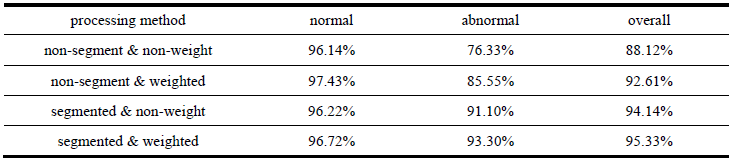 processing method normal abnormal overall
non-segment & non-weight 96.14% 76.33% 88.12%
non-segment & weighted 97.43% 85.55% 92.61%
segmented & non-weight 96.22% 91.10% 94.14%
segmented & weighted 96.72% 93.30% 95.33%